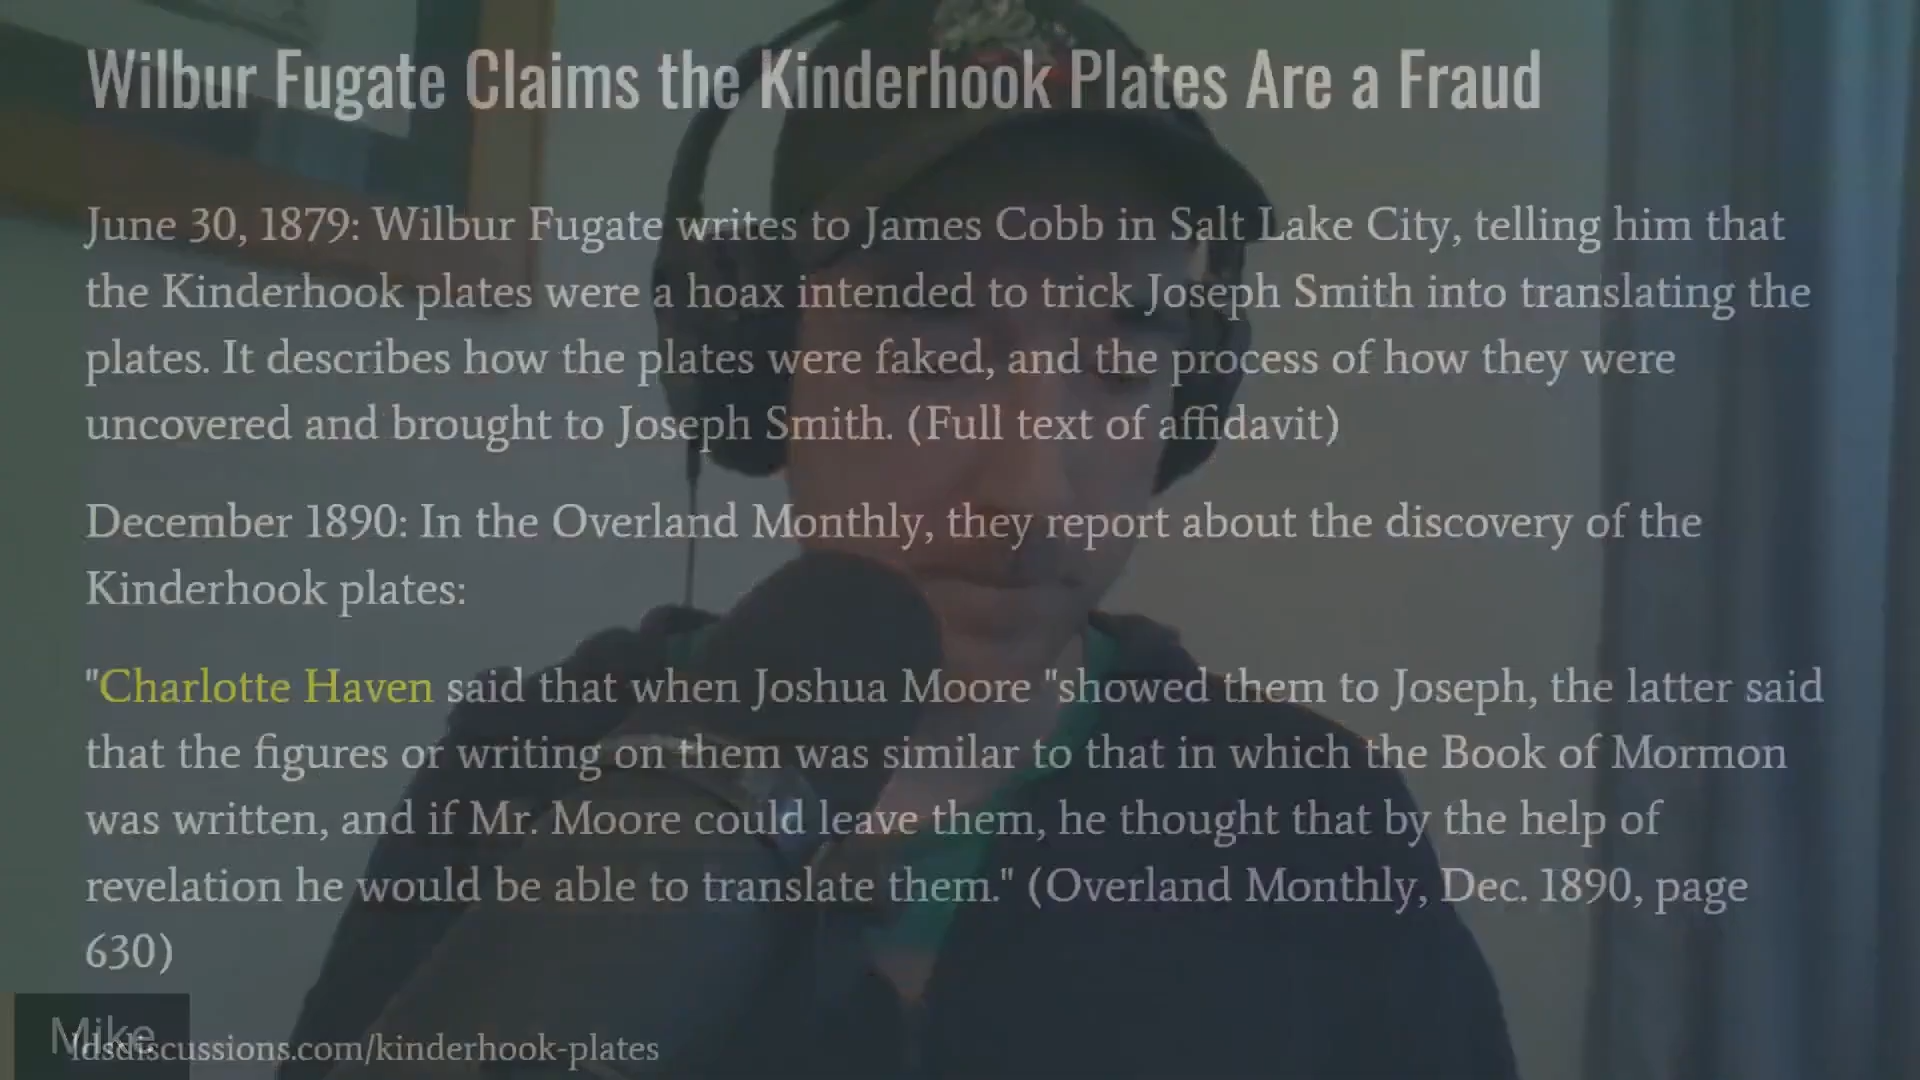 Wilbur Fugate Claims the Kinderhook Plates Are a Fraud
June 30, 1879: Wilbur Fugate writes to James Cobb in Salt Lake City, telling him that
the Kinderhook plates were a hoax intended to trick Joseph Smith into translating the
plates. It describes how the plates were faked, and the process of how they were
uncovered and brought to Joseph Smith. (Full text of affidavit)
December 1890: In the Overland Monthly, they report about the discovery of the
Kinderhook plates:
"Charlotte Haven said that when Joshua Moore "showed them to Joseph, the latter said
that the figures or writing on them was similar to that in which the Book of Mormon
was written, and if Mr. Moore could leave them, he thought that by the help of
revelation he would be able to translate them." (Overland Monthly, Dec. 1890, page
630)
Mike
ldsdiscussions.com/kinderhook-plates